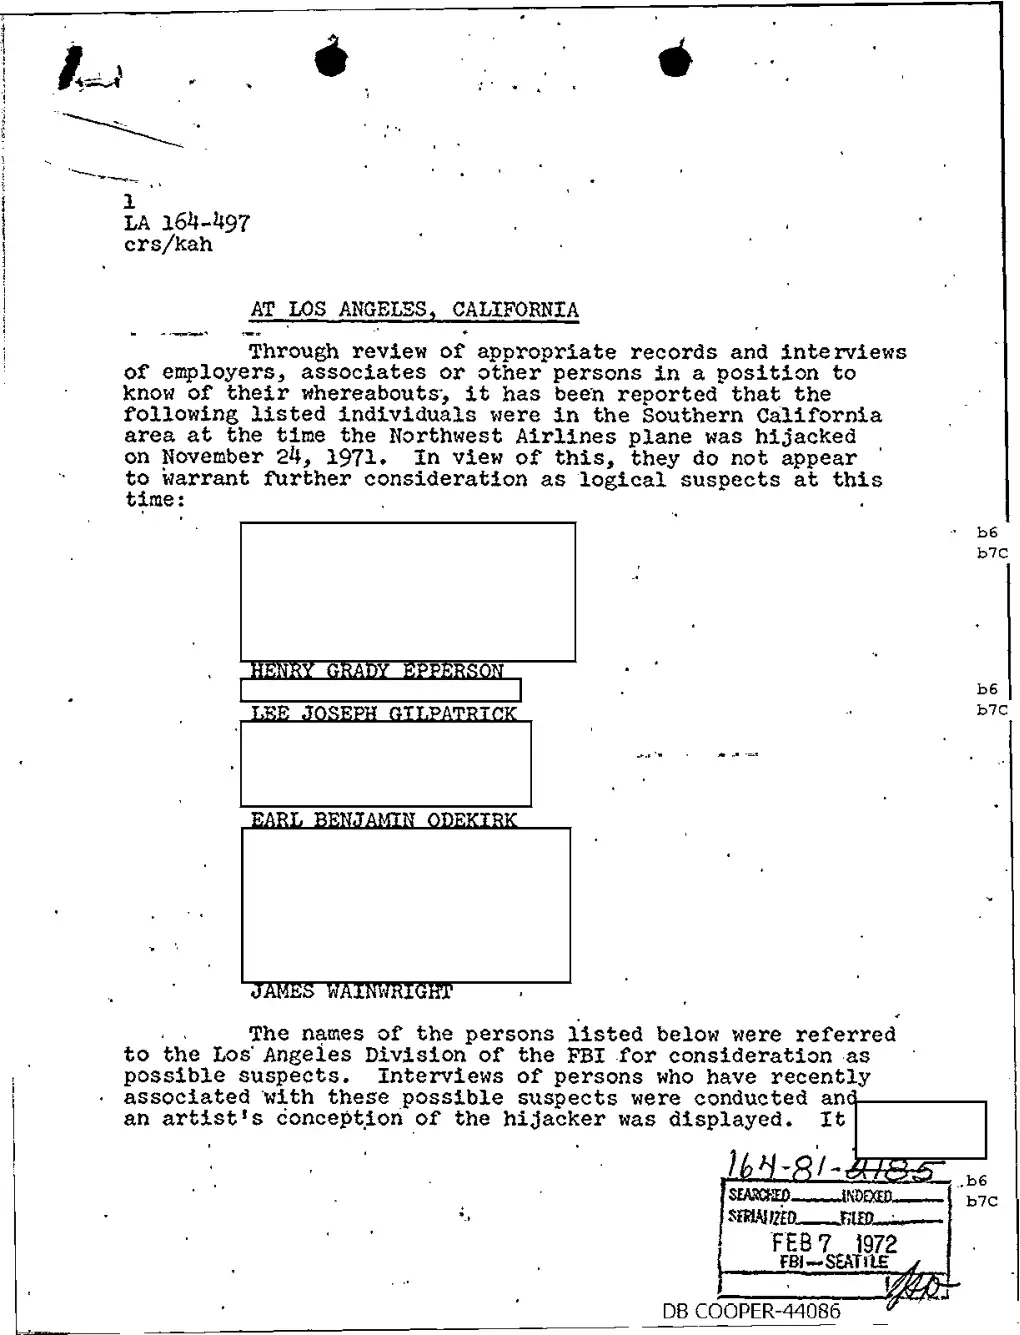 1
LA 164-497
crs/kah
AT LOS ANGELES, CALIFORNIA
Through review of appropriate records and interviews
of employers, associates or other persons in a position to
know of their whereabouts, it has been reported that the
following listed individuals were in the Southern California
area at the time the Northwest Airlines plane was hijacked
on November 24, 1971. In view of this, they do not appear
to warrant further consideration as logical suspects at this
time:
b6
b7C
HENRY GRADY EPPERSON
b6
LEE JOSEPH GILPATRICK
b7C
EARL BENJAMIN ODEKIRK
JAMES WAINWRIGHT
The names of the persons listed below were referred
to the Los Angeles Division of the FBI for consideration as
possible suspects. Interviews of persons who have recently
associated with these possible suspects were conducted and
an artist's conception of the hijacker was displayed. It
164-81-4185
b6
SEARCHED INDEXED
b7C
SERIALIZED FILED
FEB 7 1972
FBI-SEATTLE
DB COOPER-44086